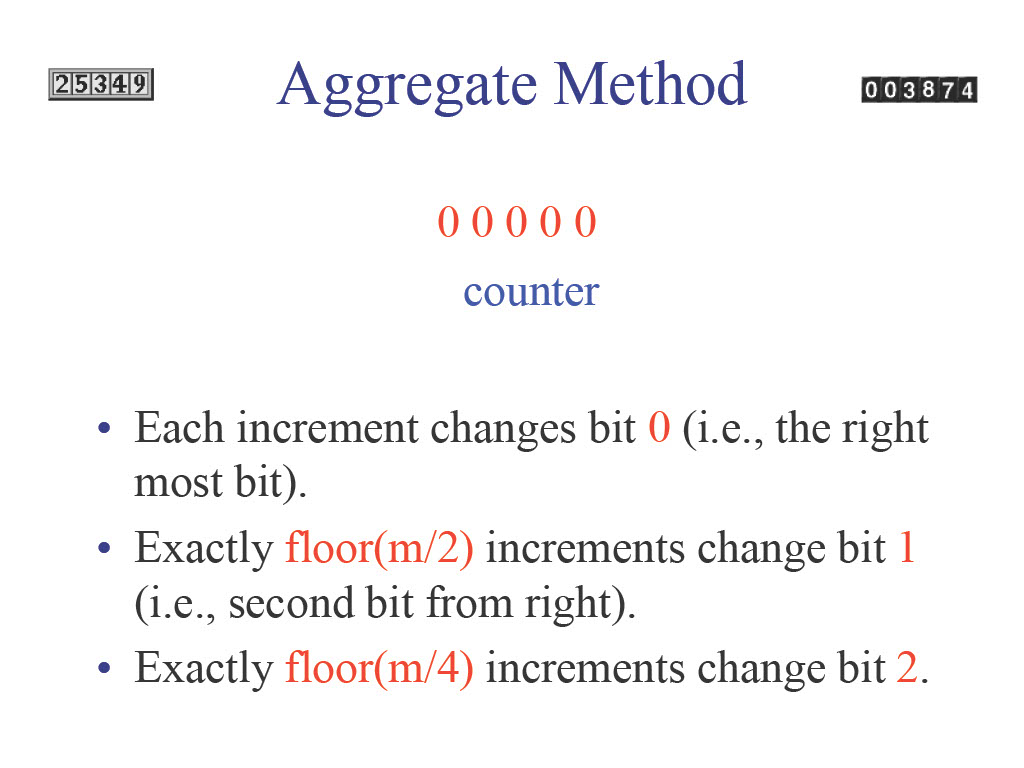 25349
Aggregate Method
003874
0 0 0 0 0
counter
• Each increment changes bit 0 (i.e., the right
most bit).
• Exactly floor(m/2) increments change bit 1
(i.e., second bit from right).
• Exactly floor(m/4) increments change bit 2.